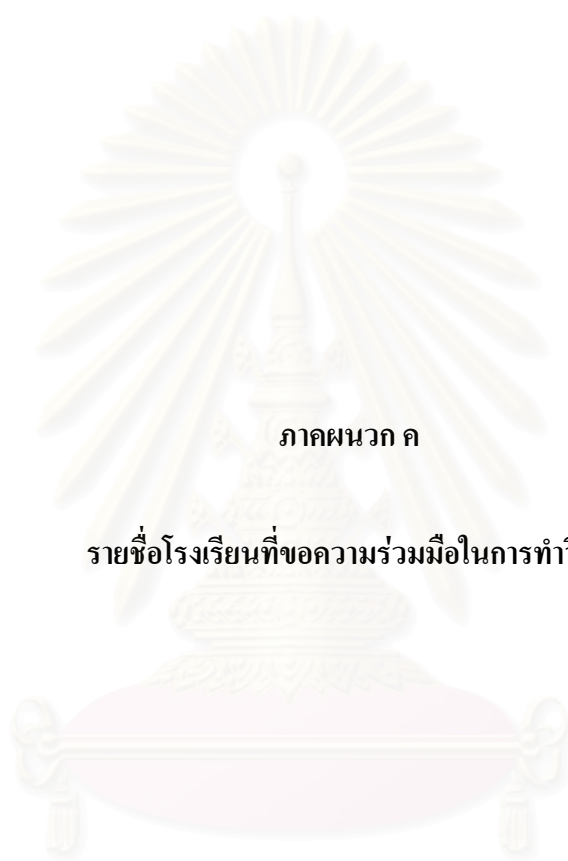 ภาคผนวก ค
รายชื่อโรงเรียนที่ขอความร่วมมือในการทำวิ